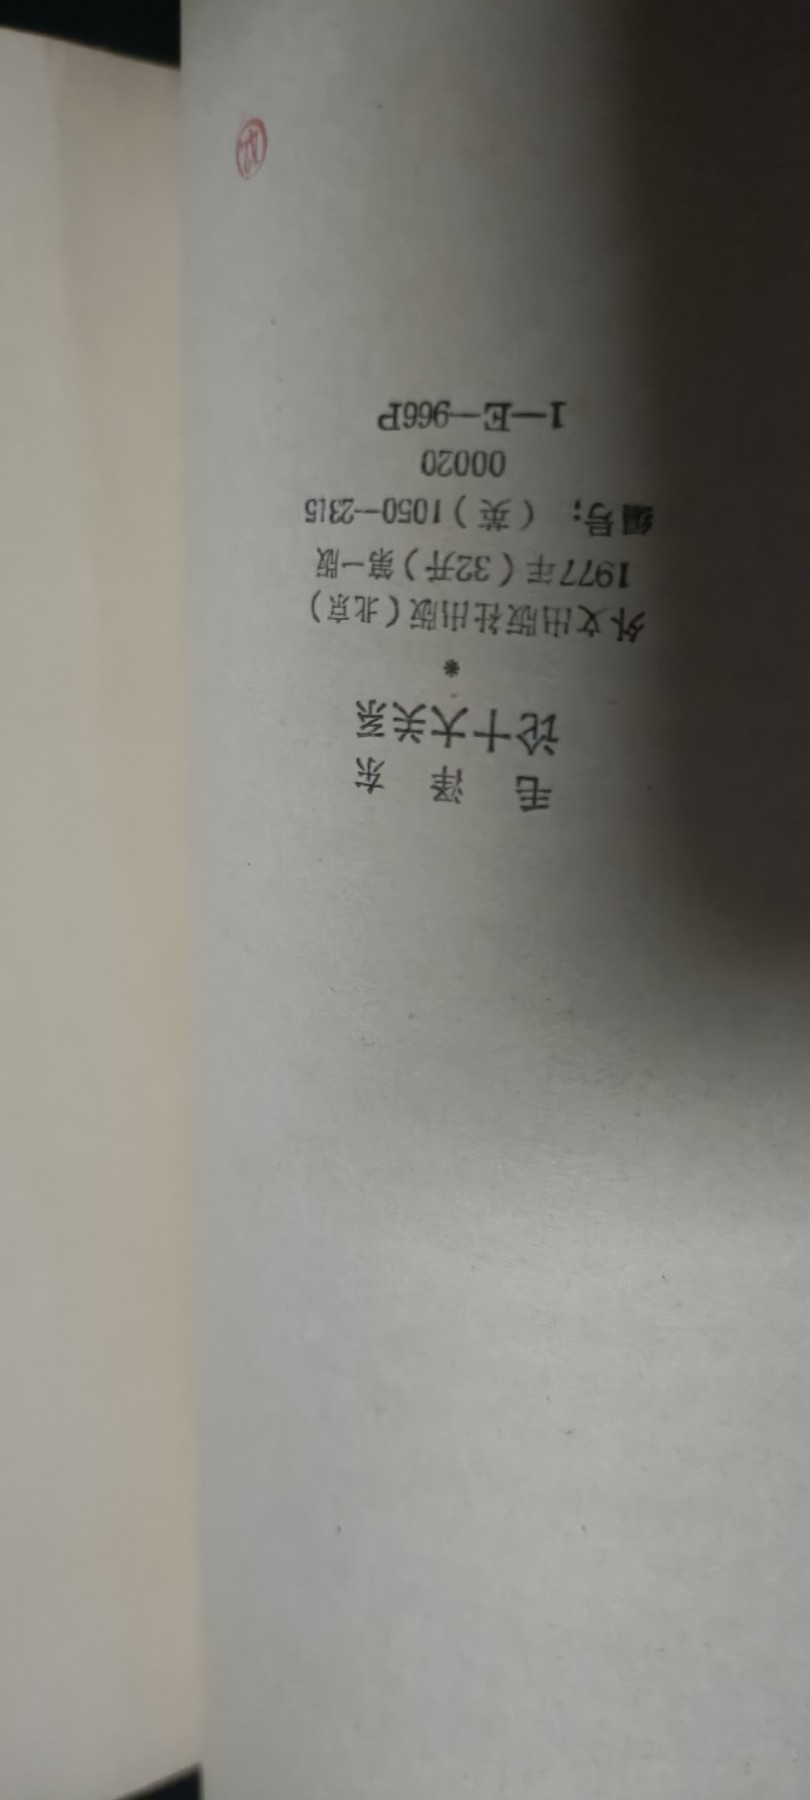 毛 泽 东
论十大关系
*
外文出版社出版（北京）
1977年（32开）第一版
编号：（英）1050—2315
00020
1—E—966P